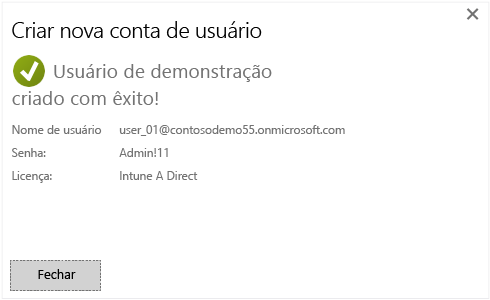 Criar nova conta de usuário
Usuário de demonstração
criado com êxito!
Nome de usuário user_01@contosodemo55.onmicrosoft.com
Senha: Admin!11
Licença: Intune A Direct
Fechar